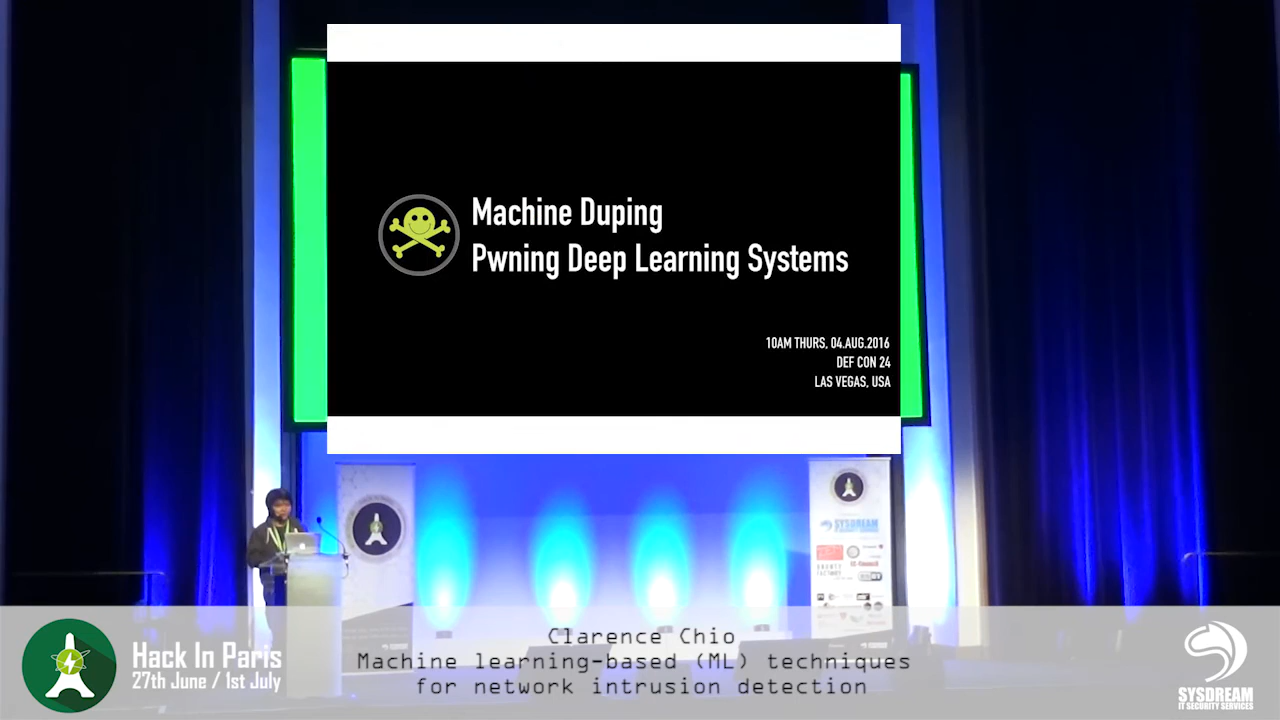 Machine Duping
Pwning Deep Learning Systems
10AM THURS, 04.AUG.2016
DEF CON 24
LAS VEGAS, USA
SYSDREAM
Hack In Paris
27th June / 1st July
Clarence Chio
Machine learning-based (ML) techniques
for network intrusion detection
SYSDREAM
IT SECURITY SERVICES